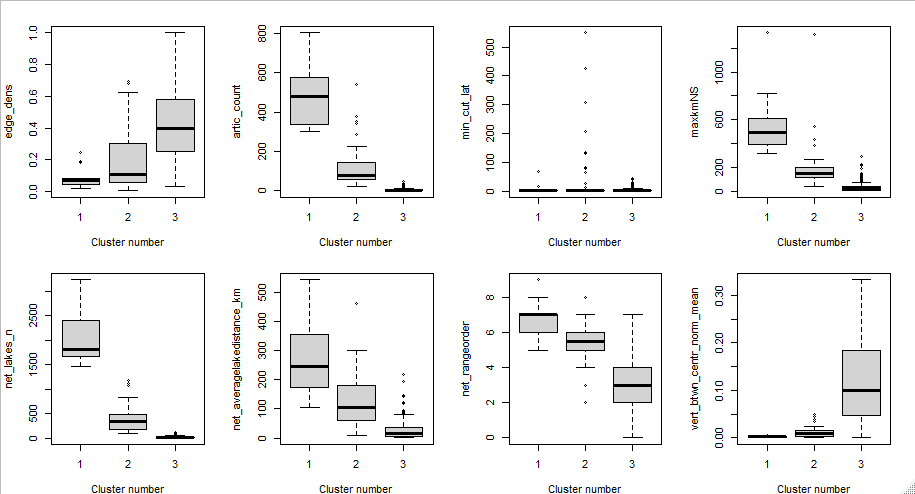 edge_dens
0.0 0.2 0.4 0.6 0.8 1.0
1 2 3
Cluster number
artic_count
0 200 400 600 800
1 2 3
Cluster number
min_cut_lat
0 100 200 300 400 500
1 2 3
Cluster number
maxkmNS
0 200 600 1000
1 2 3
Cluster number
net_lakes_n
0 500 1500 2500
1 2 3
Cluster number
net_averagelakedistance_km
0 100 200 300 400 500
1 2 3
Cluster number
net_rangeorder
0 2 4 6 8
1 2 3
Cluster number
vert_btwn_centr_norm_mean
0.00 0.10 0.20 0.30
1 2 3
Cluster number